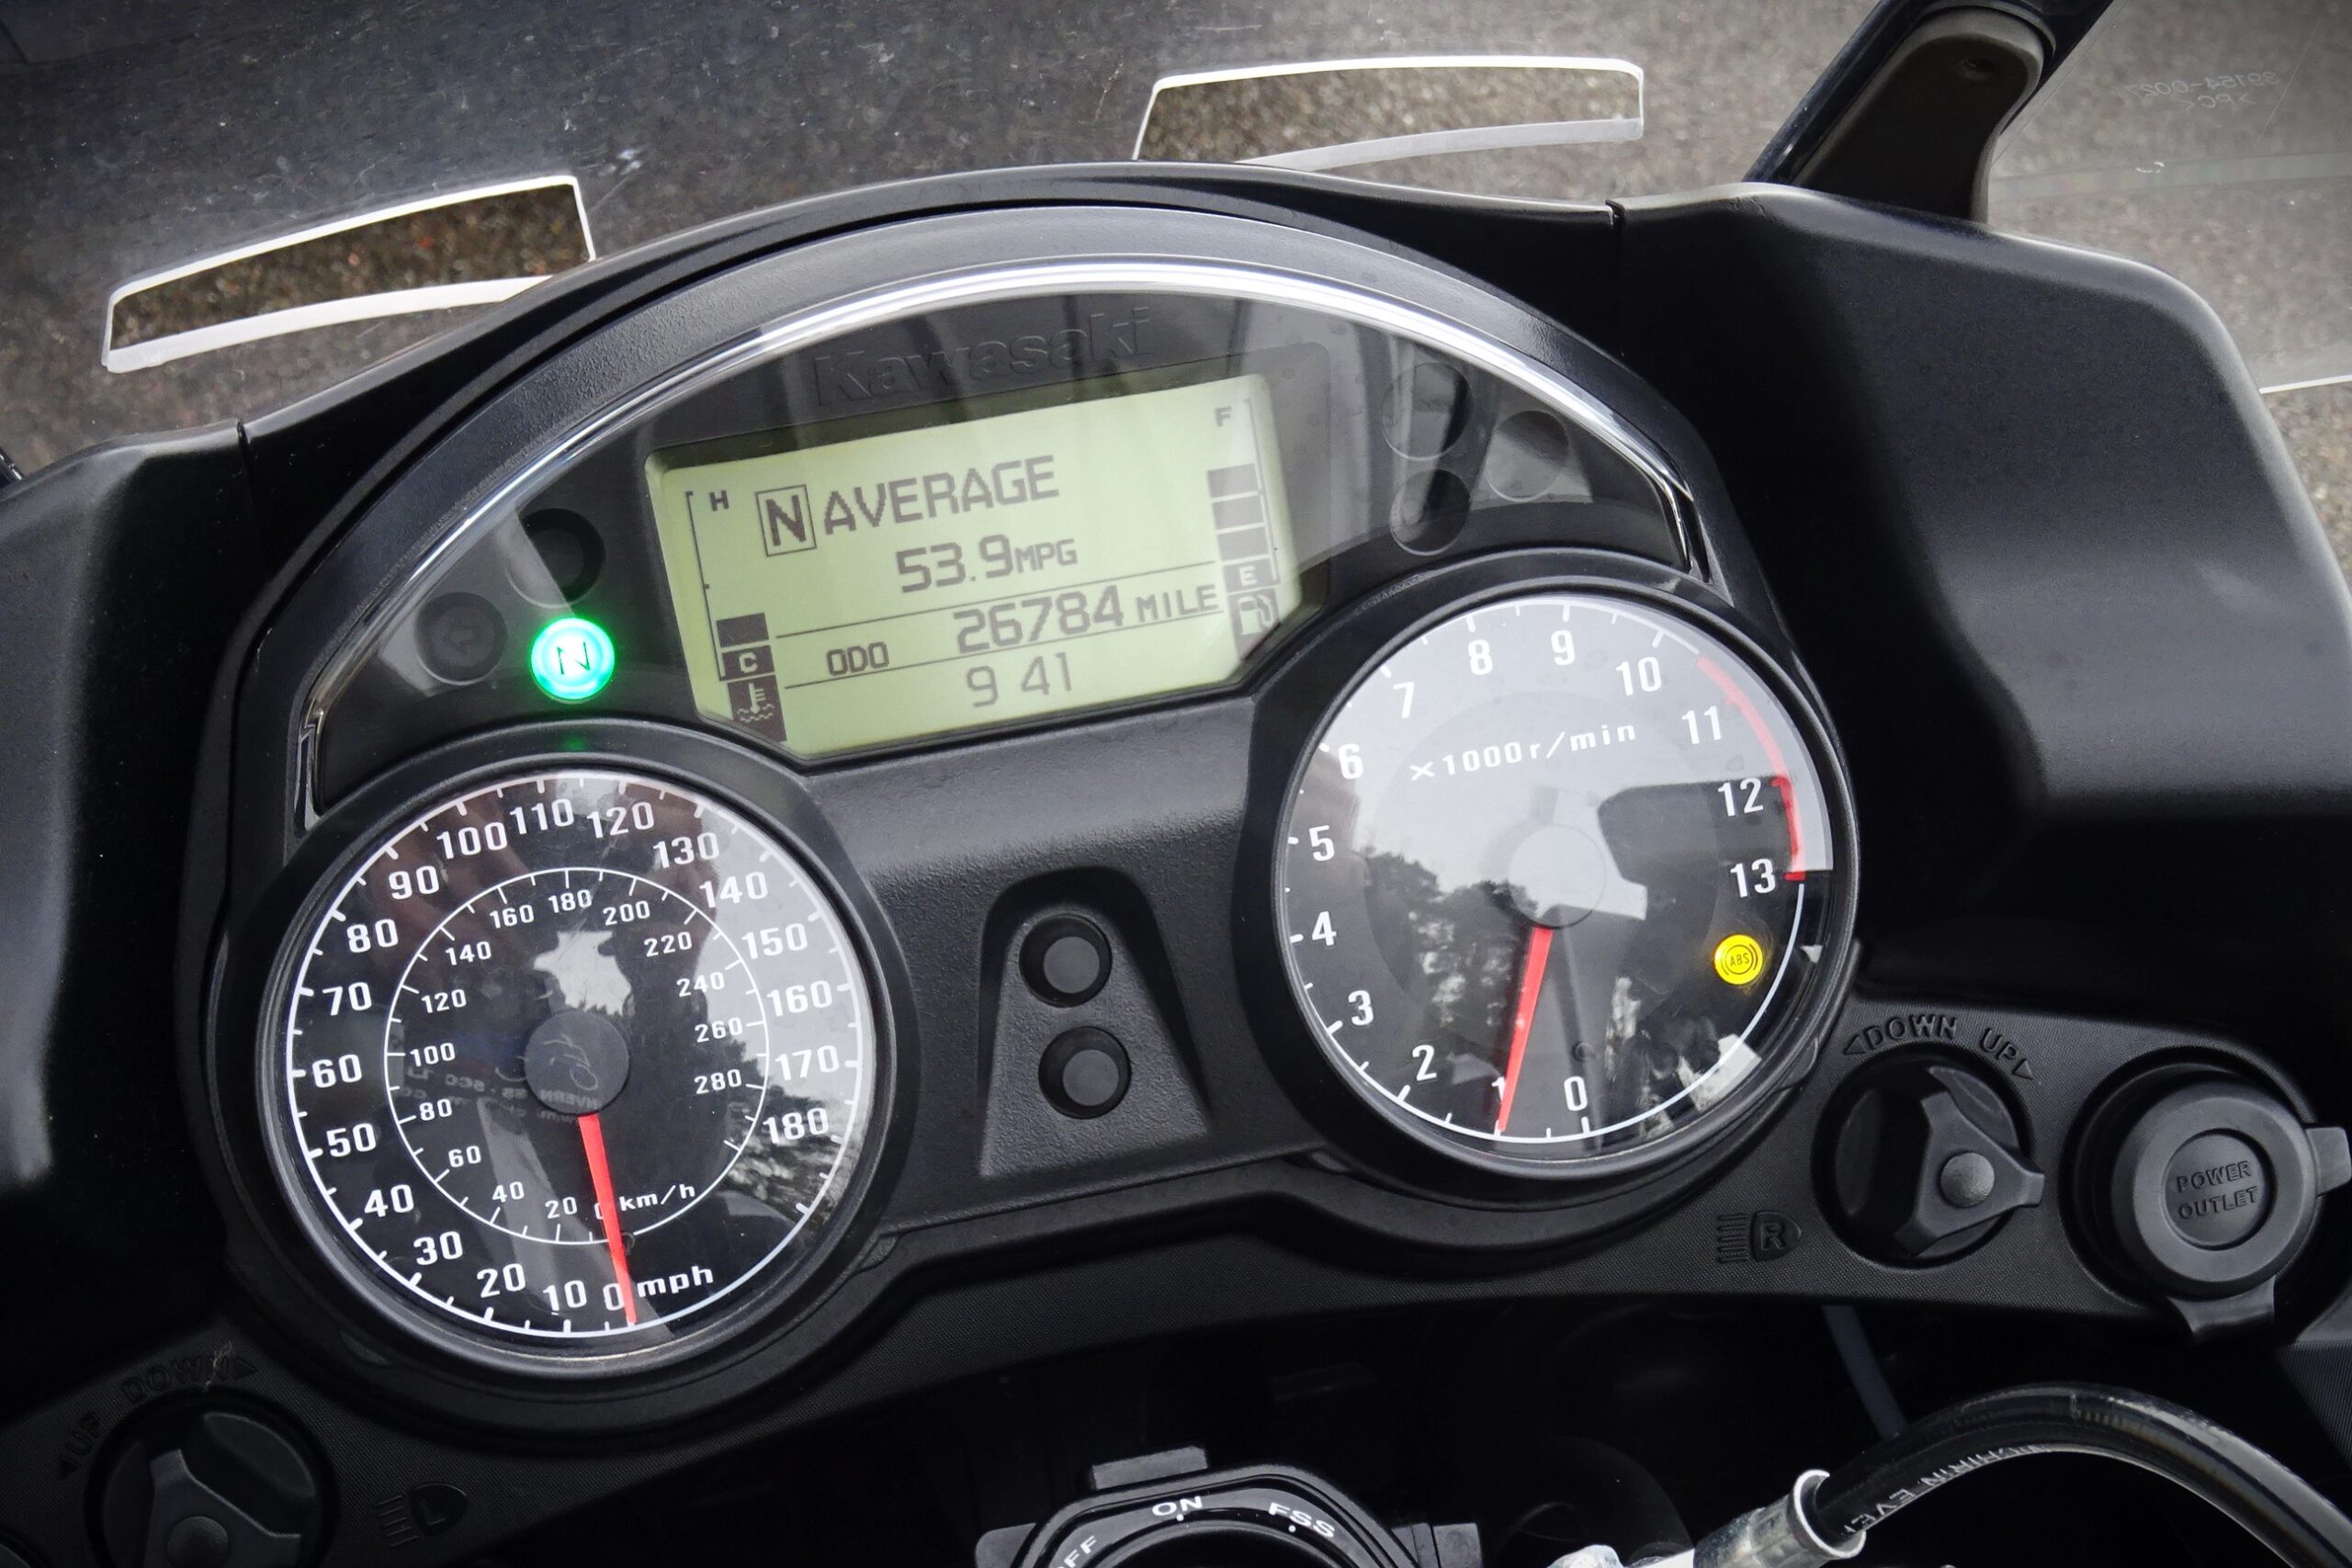 Kawasaki
H
F
N AVERAGE
53.9 MPG
E
ODO 26784 MILE
C
9 41
N
7 8 9 10
6 11
×1000r/min
5 12
4 13
3
ABS
2 1 0
100 110 120
90 130
80 140
70 150
60 160
50 170
40 180
30
20 10 0 mph
160 180 200
140 220
120 240
100 260
80 280
60
40 20 0 km/h
DOWN UP
R
POWER
OUTLET
UP DOWN
L
ON FSS